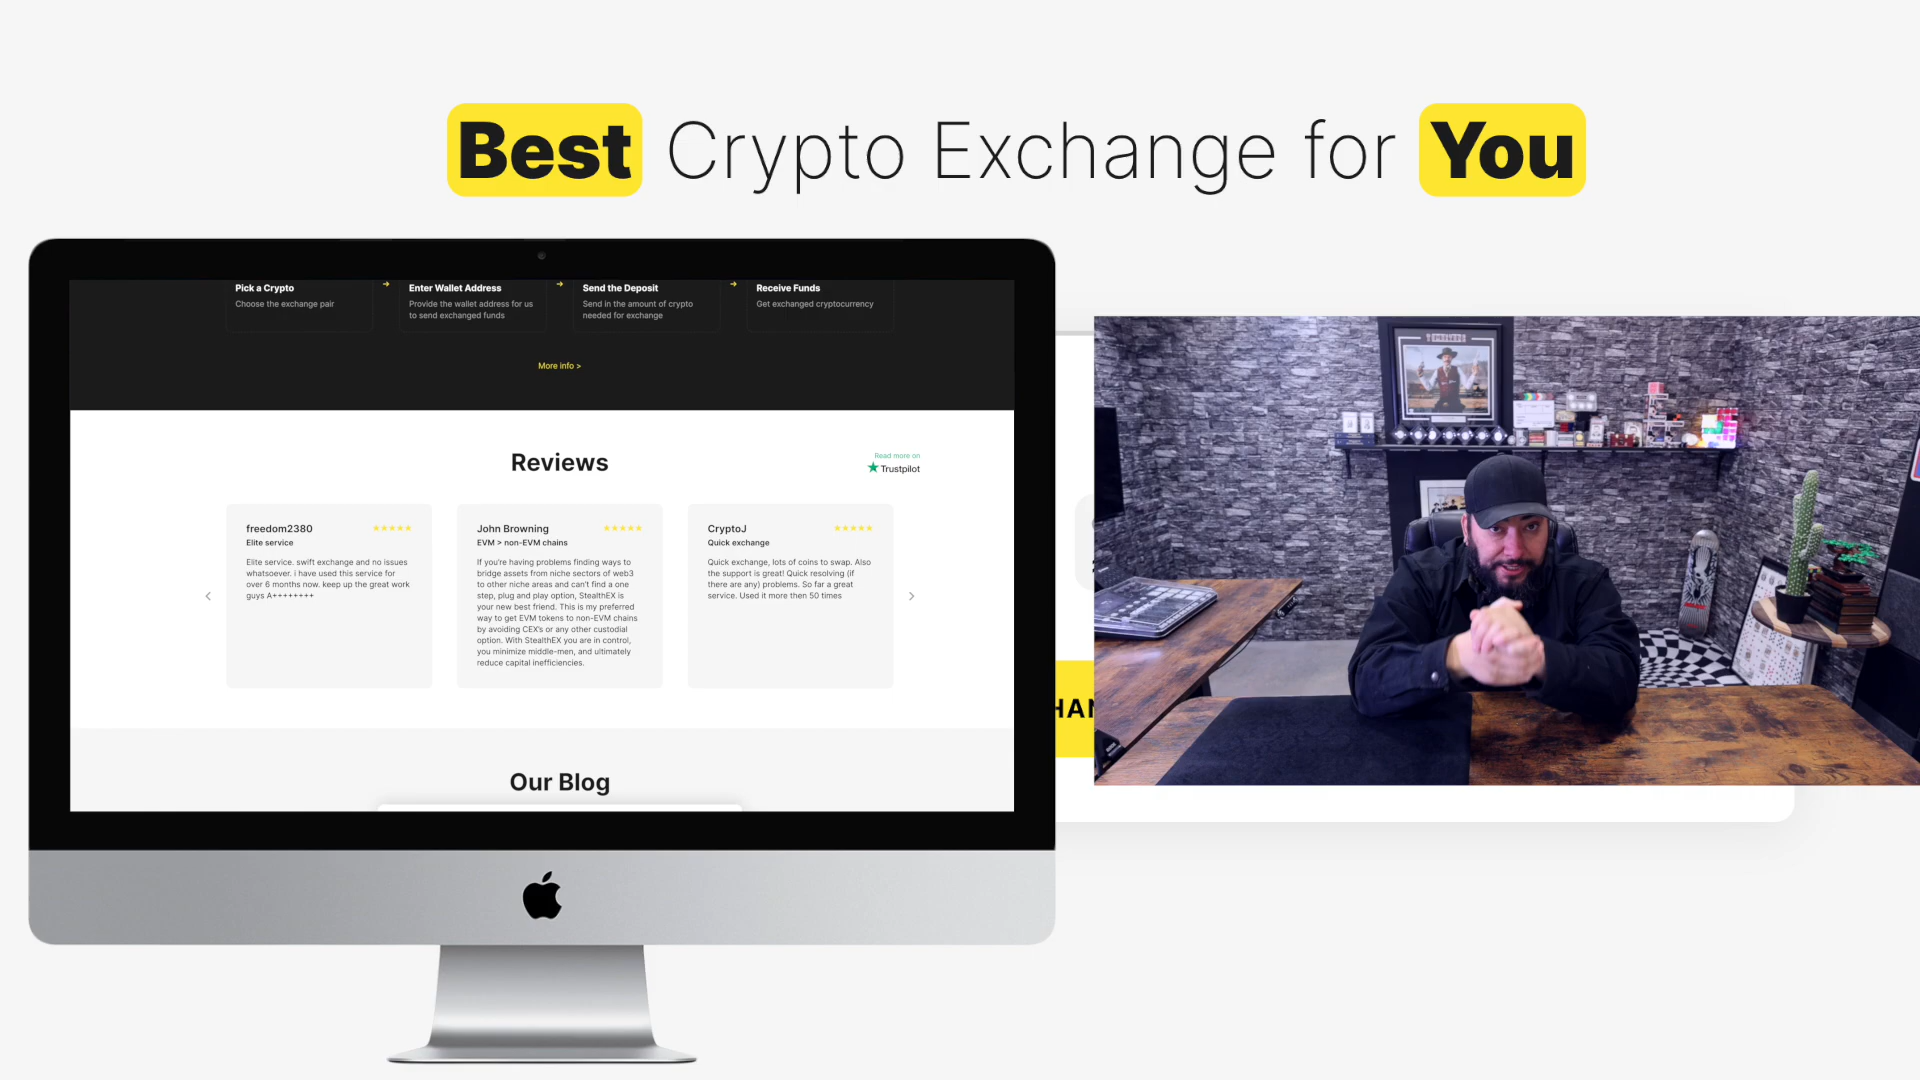 Best Crypto Exchange for You
Pick a Crypto
Choose the exchange pair
Enter Wallet Address
Provide the wallet address for us
to send exchanged funds
Send the Deposit
Send in the amount of crypto
needed for exchange
Receive Funds
Get exchanged cryptocurrency
More info >
Reviews
Read more on
Trustpilot
freedom2380
Elite service
Elite service. swift exchange and no issues
whatsoever. i have used this service for
over 6 months now. keep up the great work
guys A++++++++
John Browning
EVM > non-EVM chains
If you're having problems finding ways to
bridge assets from niche sectors of web3
to other niche areas and can't find a one
step, plug and play option, StealthEX is
your new best friend. This is my preferred
way to get EVM tokens to non-EVM chains
by avoiding CEX's or any other custodial
option. With StealthEX you are in control,
you minimize middle-men, and ultimately
reduce capital inefficiencies.
CryptoJ
Quick exchange
Quick exchange, lots of coins to swap. Also
the support is great! Quick resolving (if
there are any) problems. So far a great
service. Used it more then 50 times
HAN
Our Blog